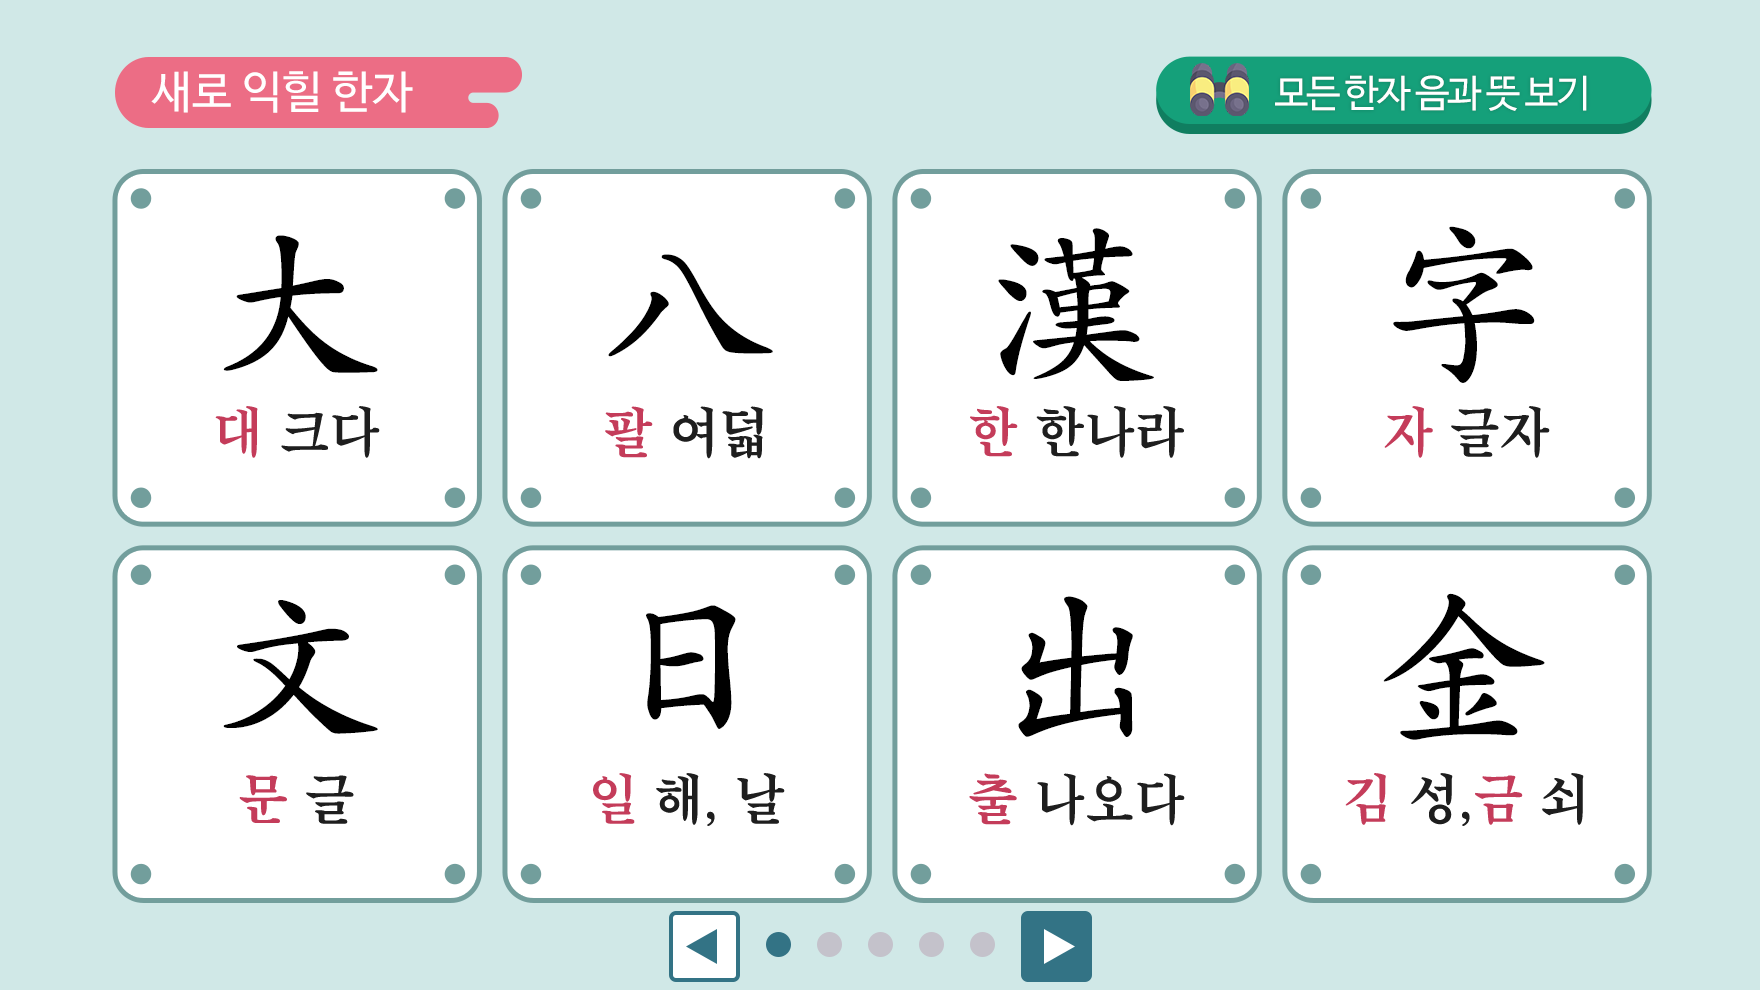 새로 익힐 한자
모든 한자 음과 뜻 보기
大
八
漢
字
대 크다
팔 여덟
한 한나라
자 글자
文
日
出
金
문 글
일 해, 날
출 나오다
김 성,금 쇠